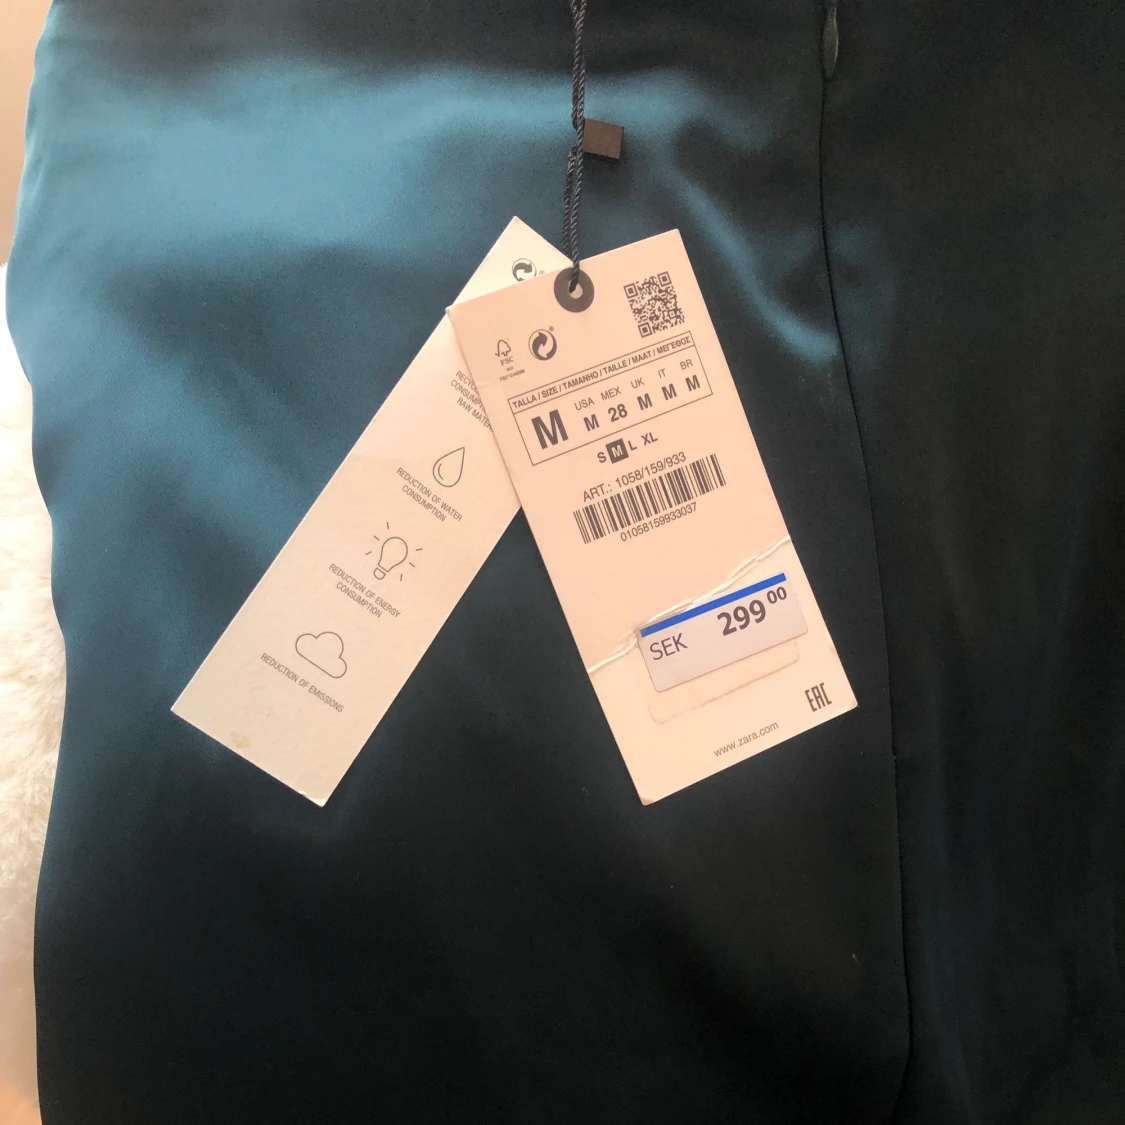 FSC
TALLA / SIZE / TAMANHO / TAILLE / MAAT / ΜΕΓΕΘΟΣ
M
USA MEX UK IT BR
M 28 M M M
S M L XL
ART.: 1058/159/933
01058159933037
SEK 299 00
EAC
www.zara.com
RAW
REDUCTION OF WATER
CONSUMPTION
REDUCTION OF ENERGY
CONSUMPTION
REDUCTION OF EMISSIONS